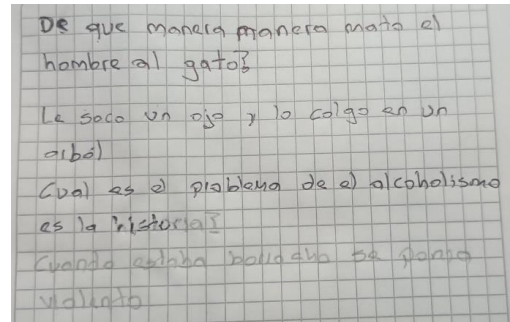 De que manera manera mato el
hombre al gato?
Le saco un ojo y lo colgo en un
arbol
Cual es el problema de el alcoholismo
es la historia?
Cuando estaba borracho se ponia
violento